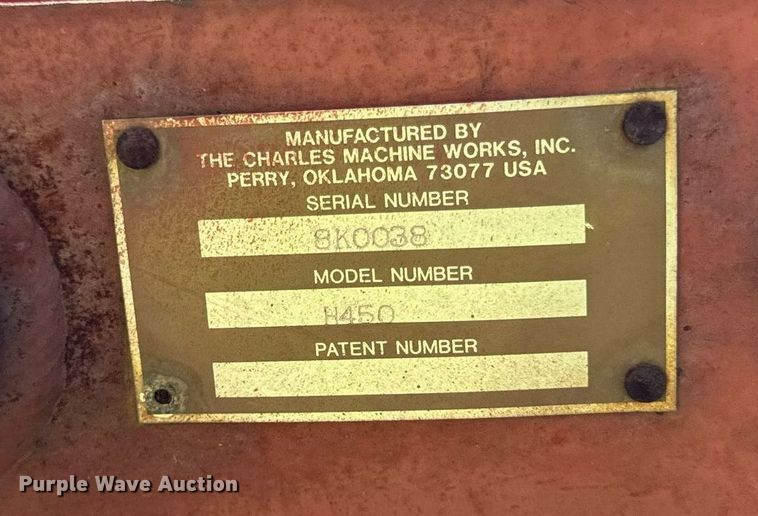 MANUFACTURED BY
THE CHARLES MACHINE WORKS, INC.
PERRY, OKLAHOMA 73077 USA
SERIAL NUMBER
8K0038
MODEL NUMBER
H450
PATENT NUMBER
Purple Wave Auction